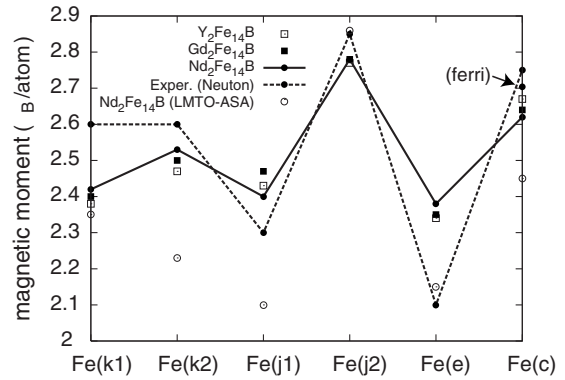 magnetic moment ( B/atom)
2.9
2.8
2.7
2.6
2.5
2.4
2.3
2.2
2.1
2
Y2Fe14B
Gd2Fe14B
Nd2Fe14B
Exper. (Neuton)
Nd2Fe14B (LMTO-ASA)
(ferri)
Fe(k1) Fe(k2) Fe(j1) Fe(j2) Fe(e) Fe(c)